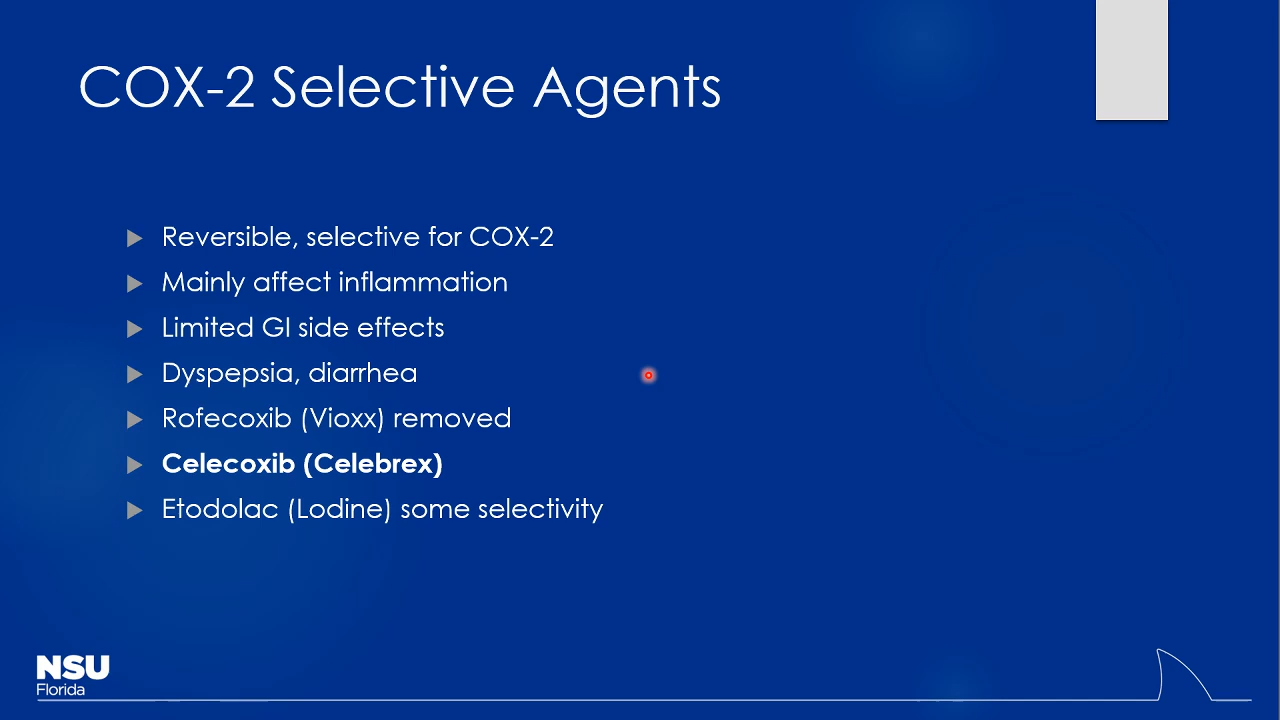 COX-2 Selective Agents
Reversible, selective for COX-2
Mainly affect inflammation
Limited GI side effects
Dyspepsia, diarrhea
Rofecoxib (Vioxx) removed
Celecoxib (Celebrex)
Etodolac (Lodine) some selectivity
NSU
Florida